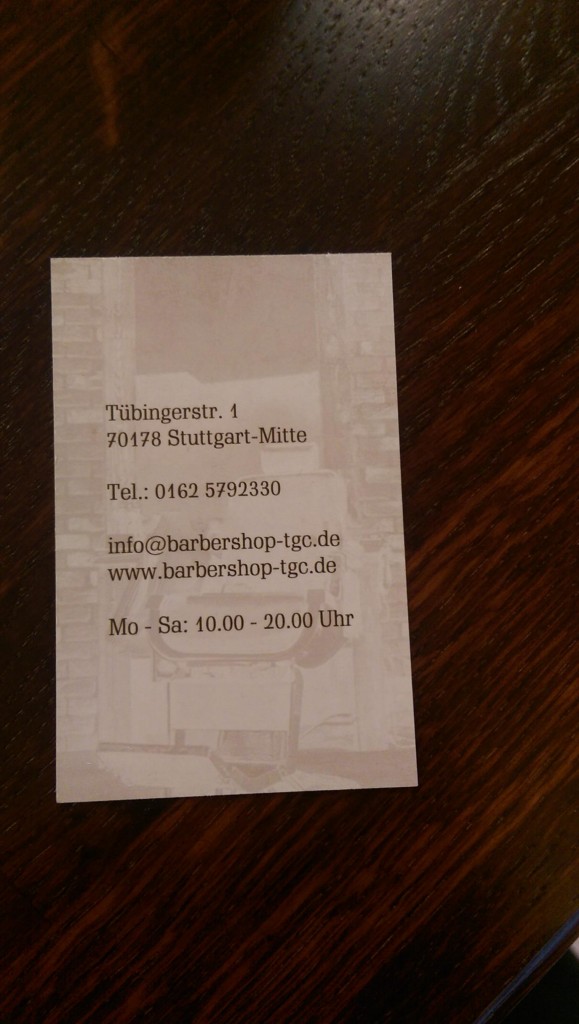 Tübingerstr. 1
70178 Stuttgart-Mitte
Tel.: 0162 5792330
info@barbershop-tgc.de
www.barbershop-tgc.de
Mo - Sa: 10.00 - 20.00 Uhr